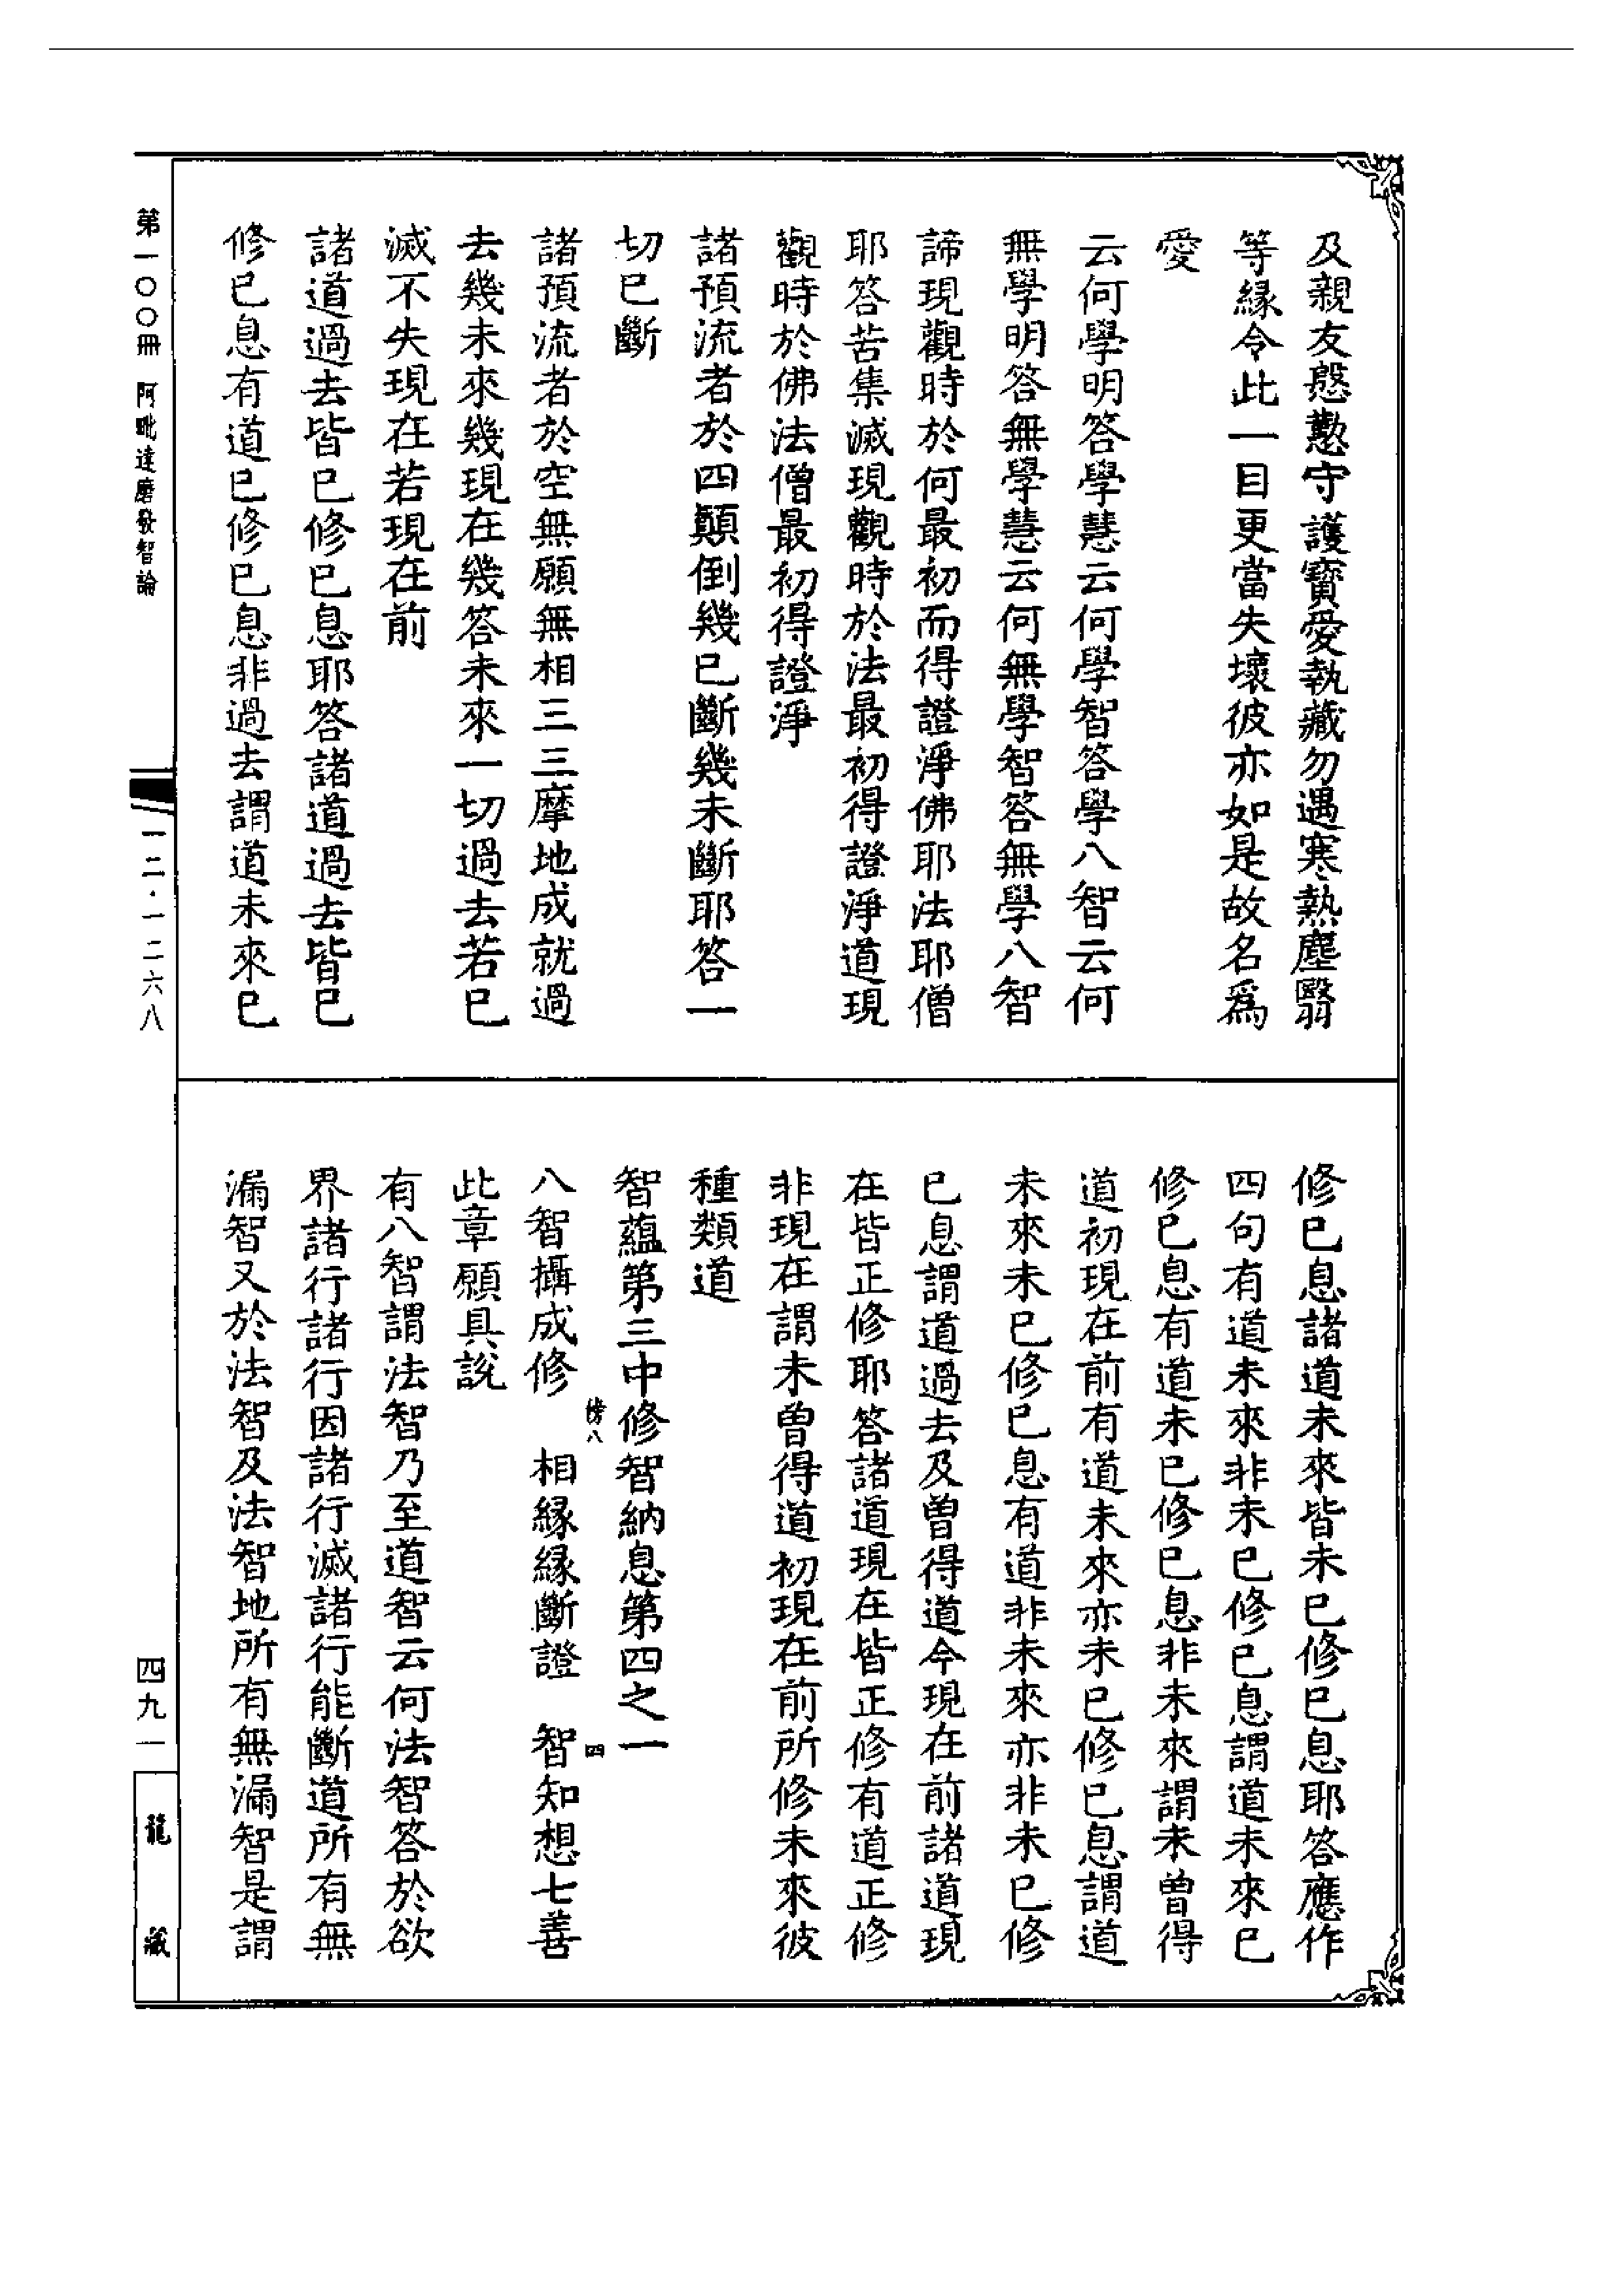 及親友慇懃守護寶愛執藏勿遇寒熱塵翳
等緣令此一目更當失壞彼亦如是故名爲
愛
云何學明答學慧云何學智答學八智云何
無學明答無學慧云何無學智答無學八智
諦現觀時於何最初而得證淨佛耶法耶僧
耶答苦集滅現觀時於法最初得證淨道現
觀時於佛法僧最初得證淨
諸預流者於四顛倒幾已斷幾未斷耶答一
切已斷
諸預流者於空無願無相三三摩地成就過
去幾未來幾現在幾答未來一切過去若已
滅不失現在若現在前
諸道過去皆已修已息耶答諸道過去皆已
修已息有道已修已息非過去謂道未來已
修已息諸道未來皆未已修已息耶答應作
四句有道未來非未已修已息謂道未來已
修已息有道未已修已息非未來謂未曾得
道初現在前有道未來亦未已修已息謂道
未來未已修已息有道非未來亦非未已修
已息謂道過去及曾得道今現在前諸道現
在皆正修耶答諸道現在皆正修有道正修
非現在謂未曾得道初現在前所修未來彼
種類道
智蘊第三中修智納息第四之一
傍八 四
八智攝成修 相緣緣斷證 智知想七善
此章願具說
有八智謂法智乃至道智云何法智答於欲
界諸行諸行因諸行滅諸行能斷道所有無
漏智又於法智及法智地所有無漏智是謂
第一〇〇冊 阿毗達磨發智論
一二·一二六八
四九一
龍藏